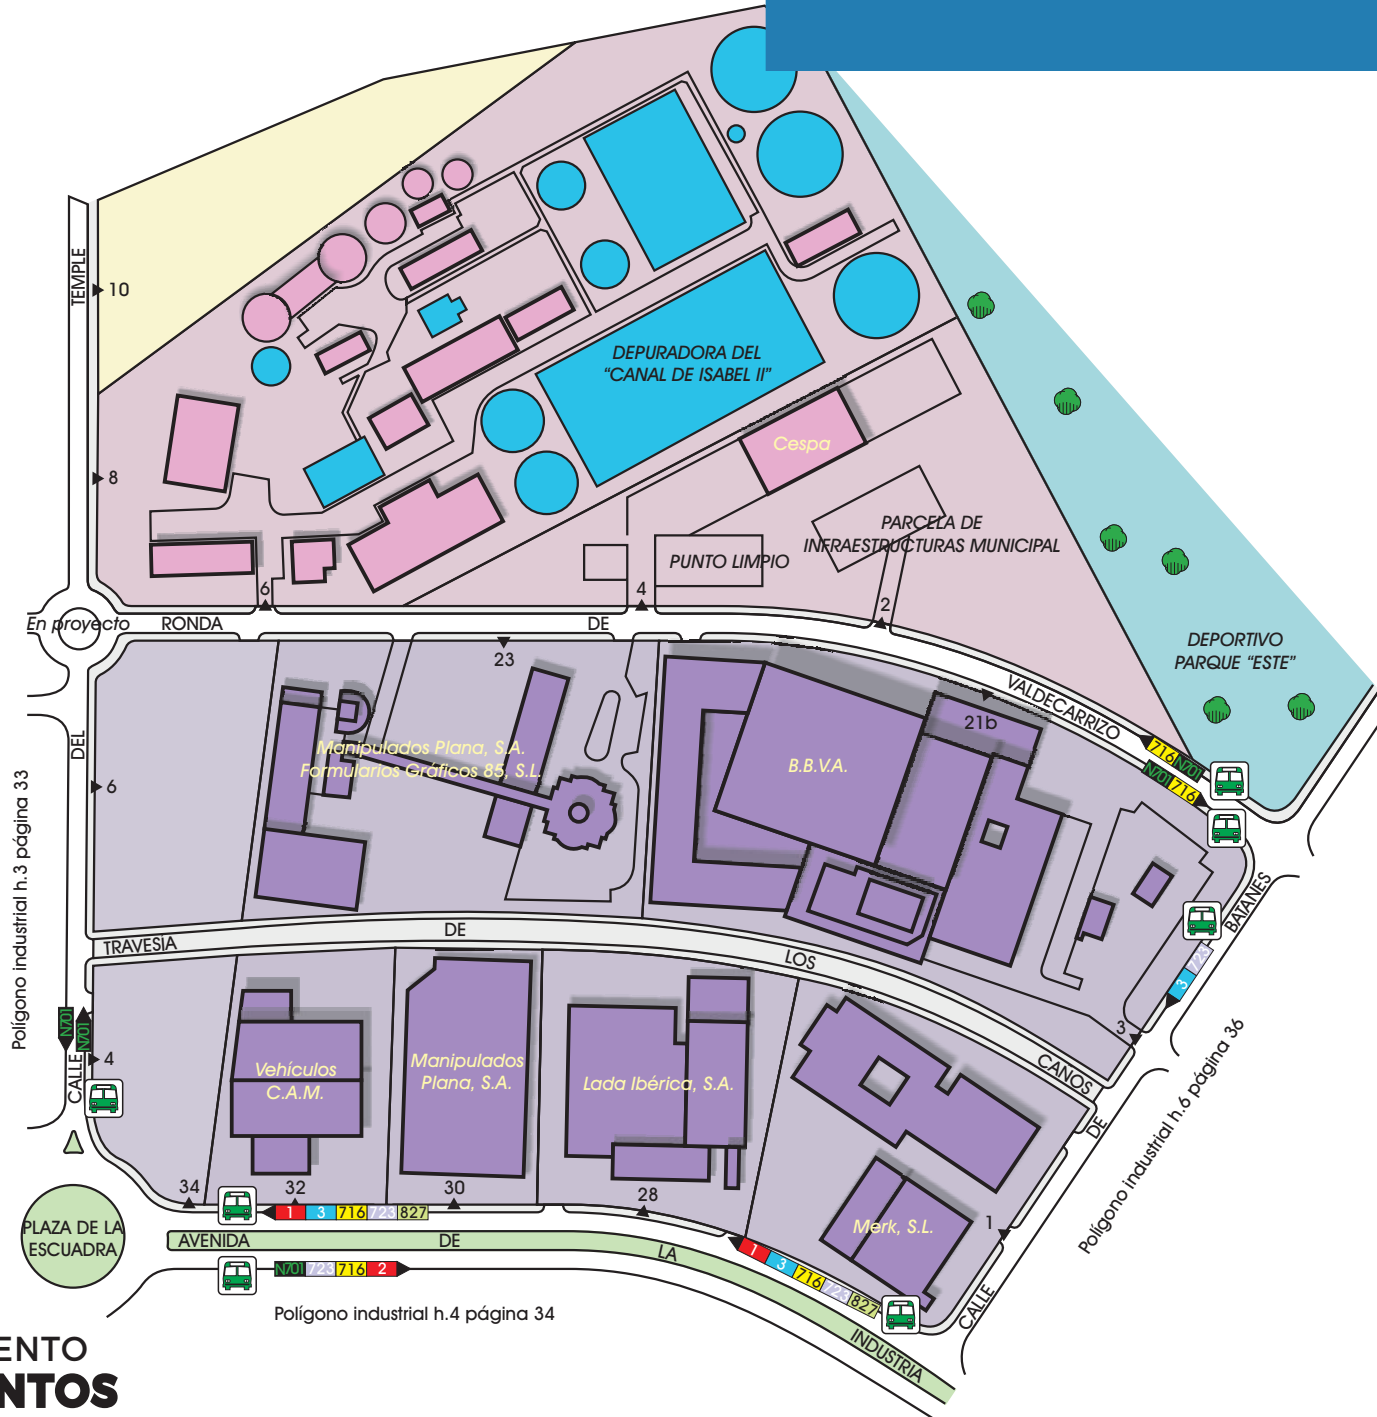 TEMPLE
10
8
DEPURADORA DEL
“CANAL DE ISABEL II”
Cespa
PARCELA DE
INFRAESTRUCTURAS MUNICIPAL
PUNTO LIMPIO
6
4
2
En proyecto
RONDA
DE
VALDECARRIZO
23
21b
DEPORTIVO
PARQUE “ESTE”
DEL
6
Polígono industrial h.3 página 33
Manipulados Plana, S.A.
Formularios Gráficos 85, S.L.
B.B.V.A.
716 N701
N701 716
BATANES
723
3
TRAVESIA
DE
LOS
CANOS
3
N701
N701
CALLE
4
Vehículos
C.A.M.
Manipulados
Plana, S.A.
Lada Ibérica, S.A.
Merk, S.L.
DE
1
CALLE
Polígono industrial h.6 página 36
34
32
30
28
1 3 716 723 827
PLAZA DE LA
ESCUADRA
AVENIDA
DE
LA
INDUSTRIA
1 3 716 723 827
N701 723 716 2
Polígono industrial h.4 página 34
ENTO
NTOS